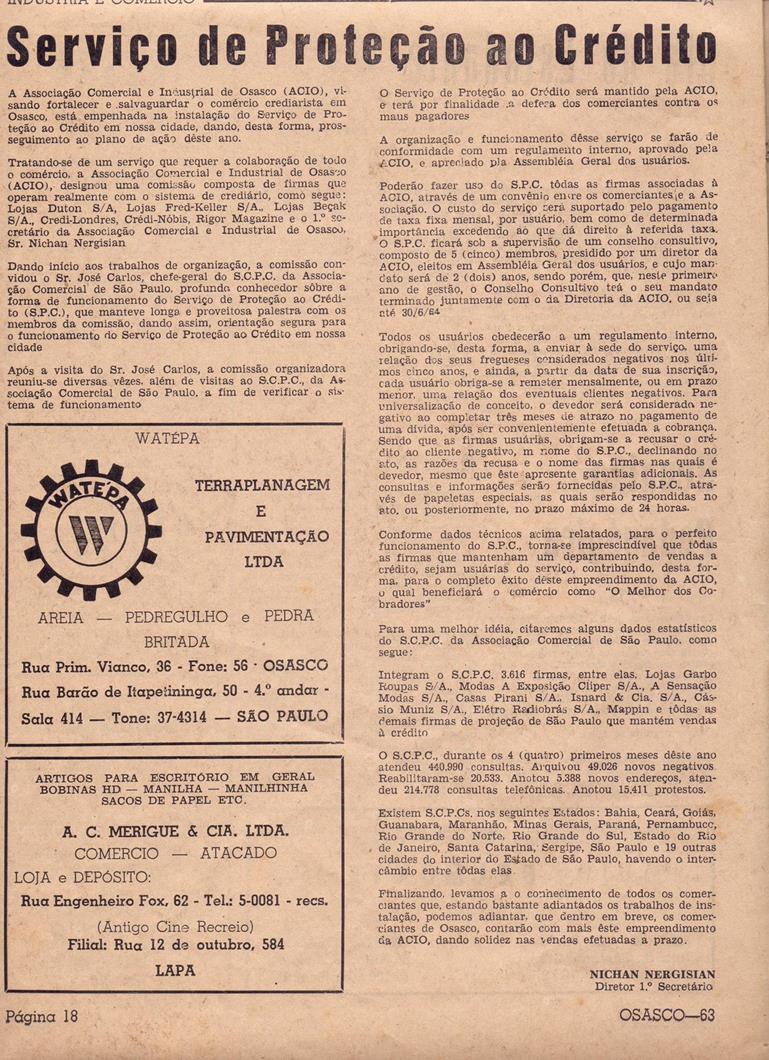 INDÚSTRIA E COMÉRCIO
Serviço de Proteção ao Crédito
A Associação Comercial e Industrial de Osasco (ACIO), vi-
sando fortalecer e salvaguardar o comércio crediarista em
Osasco, está empenhada na instalação do Serviço de Pro-
teção ao Crédito em nossa cidade, dando, desta forma, pros-
seguimento ao plano de ação dêste ano.
Tratando-se de um serviço que requer a colaboração de todo
o comércio, a Associação Comercial e Industrial de Osasco
(ACIO), designou uma comissão composta de firmas que
operam realmente com o sistema de crediário, como segue:
Lojas Duton S/A, Lojas Fred-Keller S/A., Lojas Beçak
S/A., Credi-Londres, Crédi-Nóbis, Rigor Magazine e o 1.º se-
cretário da Associação Comercial e Industrial de Osasco,
Sr. Nichan Nergisian
Dando início aos trabalhos de organização, a comissão con-
vidou o Sr. José Carlos, chefe-geral do S.C.P.C. da Associa-
ção Comercial de São Paulo, profundo conhecedor sôbre a
forma de funcionamento do Serviço de Proteção ao Crédi-
to (S.P.C.), que manteve longa e proveitosa palestra com os
membros da comissão, dando assim, orientação segura para
o funcionamento do Serviço de Proteção ao Crédito em nossa
cidade
Após a visita do Sr. José Carlos, a comissão organizadora
reuniu-se diversas vêzes, além de visitas ao S.C.P.C., da As-
sociação Comercial de São Paulo, a fim de verificar o sis-
tema de funcionamento
WATÉPA
WATÉPA
W
TERRAPLANAGEM
E
PAVIMENTAÇÃO
LTDA
AREIA — PEDREGULHO e PEDRA
BRITADA
Rua Prim. Vianco, 36 - Fone: 56 - OSASCO
Rua Barão de Itapetininga, 50 - 4.º andar -
Sala 414 — Tone: 37-4314 — SÃO PAULO
ARTIGOS PARA ESCRITÓRIO EM GERAL
BOBINAS HD — MANILHA — MANILHINHA
SACOS DE PAPEL ETC.
A. C. MERIGUE & CIA. LTDA.
COMERCIO — ATACADO
LOJA e DEPÓSITO:
Rua Engenheiro Fox, 62 - Tel.: 5-0081 - recs.
(Antigo Cine Recreio)
Filial: Rua 12 de outubro, 584
LAPA
O Serviço de Proteção ao Crédito será mantido pela ACIO,
e terá por finalidade a defera dos comerciantes contra os
maus pagadores
A organização e funcionamento dêsse serviço se farão de
conformidade com um regulamento interno, aprovado pela
ACIO, e apreciado pla Assembléia Geral dos usuários.
Poderão fazer uso do S.P.C. tôdas as firmas associadas à
ACIO, através de um convênio entre os comerciantes e a As-
sociação. O custo do serviço será suportado pelo pagamento
de taxa fixa mensal, por usuário, bem como de determinada
importância excedendo ao que dá direito à referida taxa.
O S.P.C. ficará sob a supervisão de um conselho consultivo,
composto de 5 (cinco) membros, presidido por um diretor da
ACIO, eleitos em Assembléia Geral dos usuários, e cujo man-
dato será de 2 (dois) anos, sendo porém, que, neste primeiro
ano de gestão, o Conselho Consultivo teá o seu mandato
terminado juntamente com o da Diretoria da ACIO, ou seja
até 30/6/64
Todos os usuários obedecerão a um regulamento interno,
obrigando-se, desta forma, a enviar à sede do serviço, uma
relação dos seus fregueses considerados negativos nos últi-
mos cinco anos, e ainda, a partir da data de sua inscrição,
cada usuário obriga-se a remeter mensalmente, ou em prazo
menor, uma relação dos eventuais clientes negativos. Para
universalização de conceito, o devedor será considerado ne-
gativo ao completar três meses de atrazo no pagamento de
uma dívida, após ser convenientemente efetuada a cobrança.
Sendo que as firmas usuárias, obrigam-se a recusar o cré-
dito ao cliente negativo, m nome do S.P.C., declinando no
ato, as razões da recusa e o nome das firmas nas quais é
devedor, mesmo que êste aprosente garantias adicionais. As
consultas e informações serão fornecidas pelo S.P.C., atra-
vés de papeletas especiais, as quais serão respondidas no
ato, ou posteriormente, no prazo máximo de 24 horas.
Conforme dados técnicos acima relatados, para o perfeito
funcionamento do S.P.C., torna-se imprescindível que tôdas
as firmas que mantenham um departamento de vendas a
crédito, sejam usuárias do serviço, contribuindo, desta for-
ma, para o completo êxito dêste empreendimento da ACIO,
o qual beneficiará o comércio como "O Melhor dos Co-
bradores"
Para uma melhor idéia, citaremos alguns dados estatísticos
do S.C.P.C. da Associação Comercial de São Paulo, como
segue:
Integram o S.C.P.C. 3.616 firmas, entre elas, Lojas Garbo
Roupas S/A., Modas A Exposição Cliper S/A., A Sensação
Modas S/A., Casas Pirani S/A., Isnard & Cia. S/A., Cás-
sio Muniz S/A., Elétro Radiobrás S/A., Mappin e tôdas as
demais firmas de projeção de São Paulo que mantém vendas
à crédito
O S.C.P.C., durante os 4 (quatro) primeiros meses dêste ano
atendeu 440.990 consultas. Arquivou 49.026 novos negativos.
Reabilitaram-se 20.533. Anotou 5.388 novos endereços, aten-
deu 214.778 consultas telefônicas. Anotou 15.411 protestos.
Existem S.C.P.Cs. nos seguintes Estados: Bahia, Ceará, Goiás,
Guanabara, Maranhão, Minas Gerais, Paraná, Pernambuco,
Rio Grande do Norte, Rio Grande do Sul, Estado do Rio
de Janeiro, Santa Catarina, Sergipe, São Paulo e 19 outras
cidades do interior do Estado de São Paulo, havendo o inter-
câmbio entre tôdas elas
Finalizando, levamos a o conhecimento de todos os comer-
ciantes que, estando bastante adiantados os trabalhos de ins-
talação, podemos adiantar, que dentro em breve, os comer-
ciantes de Osasco, contarão com mais êste empreendimento
da ACIO, dando solidez nas vendas efetuadas a prazo.
NICHAN NERGISIAN
Diretor 1.º Secretário
Página 18
OSASCO—63